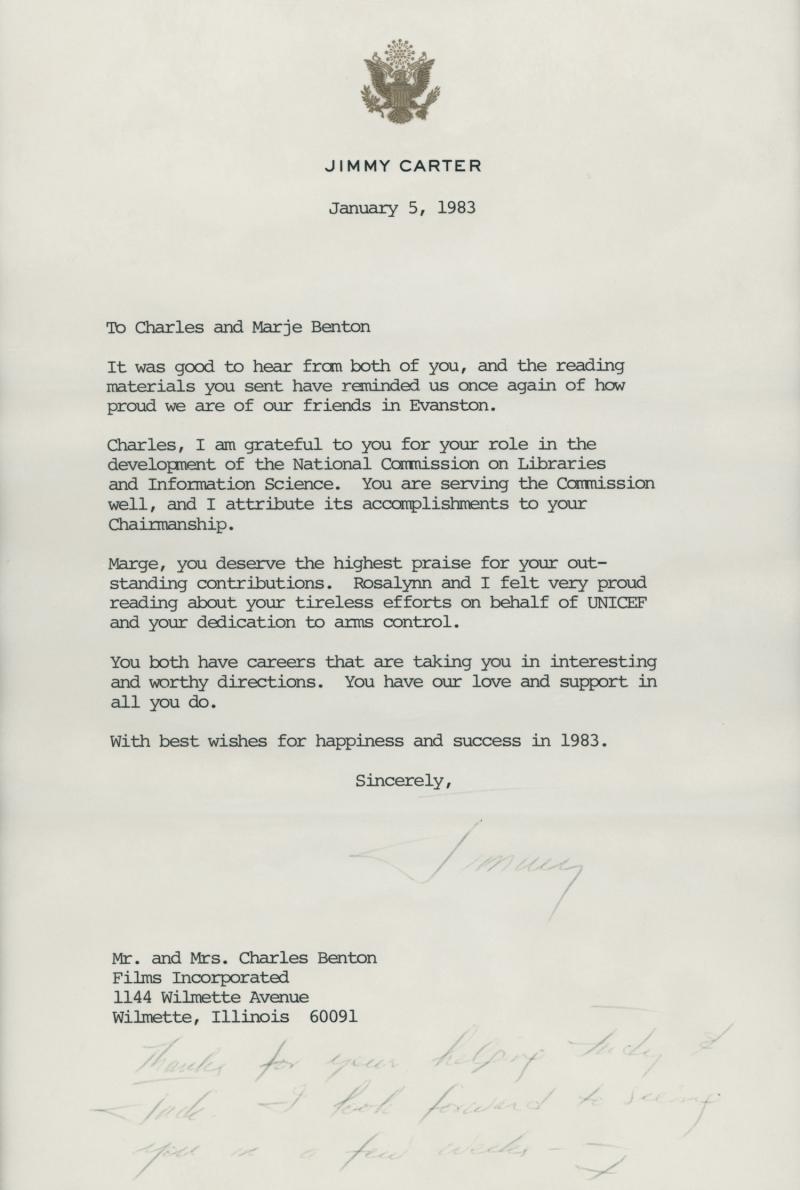 JIMMY CARTER
January 5, 1983
To Charles and Marje Benton
It was good to hear from both of you, and the reading
materials you sent have reminded us once again of how
proud we are of our friends in Evanston.
Charles, I am grateful to you for your role in the
development of the National Commission on Libraries
and Information Science.  You are serving the Commission
well, and I attribute its accomplishments to your
Chairmanship.
Marge, you deserve the highest praise for your out-
standing contributions.  Rosalynn and I felt very proud
reading about your tireless efforts on behalf of UNICEF
and your dedication to arms control.
You both have careers that are taking you in interesting
and worthy directions.  You have our love and support in
all you do.
With best wishes for happiness and success in 1983.
Sincerely,
Jimmy
Mr. and Mrs. Charles Benton
Films Incorporated
1144 Wilmette Avenue
Wilmette, Illinois  60091
Thanks for your helping Judy &
Jack. I look forward to seeing
you in a few weeks - J